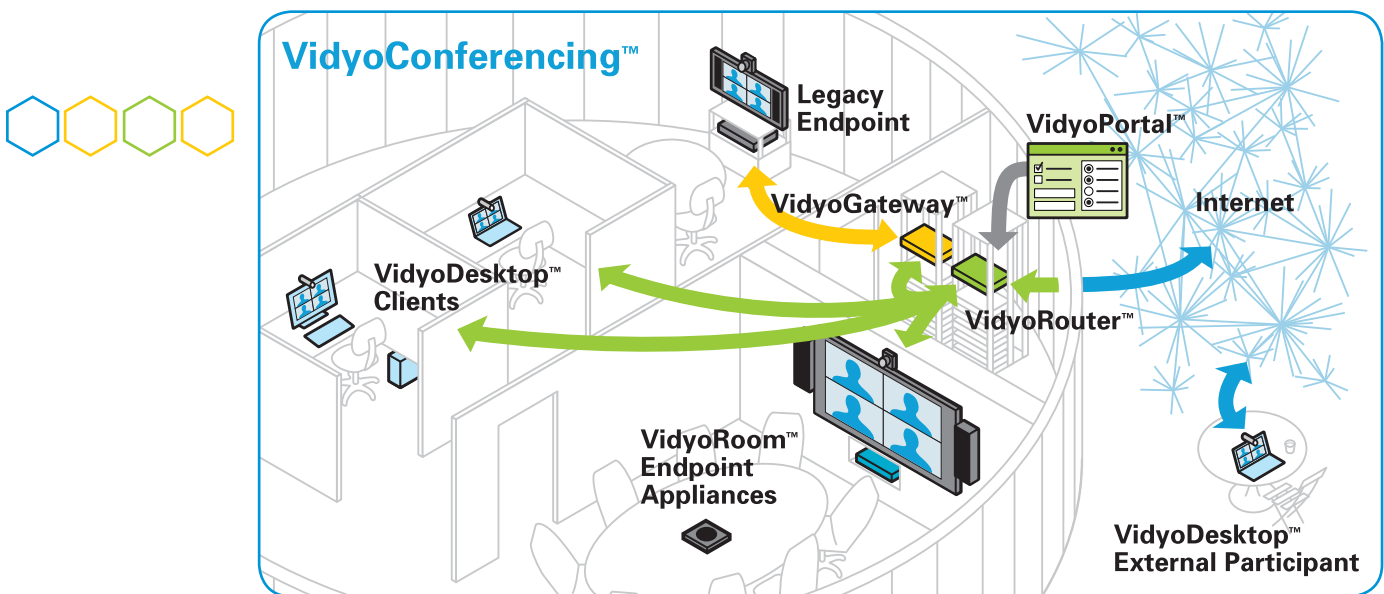 VidyoConferencing™
Legacy
Endpoint
VidyoPortal™
VidyoGateway™
Internet
VidyoDesktop™
Clients
VidyoRouter™
VidyoRoom™
Endpoint
Appliances
VidyoDesktop™
External Participant